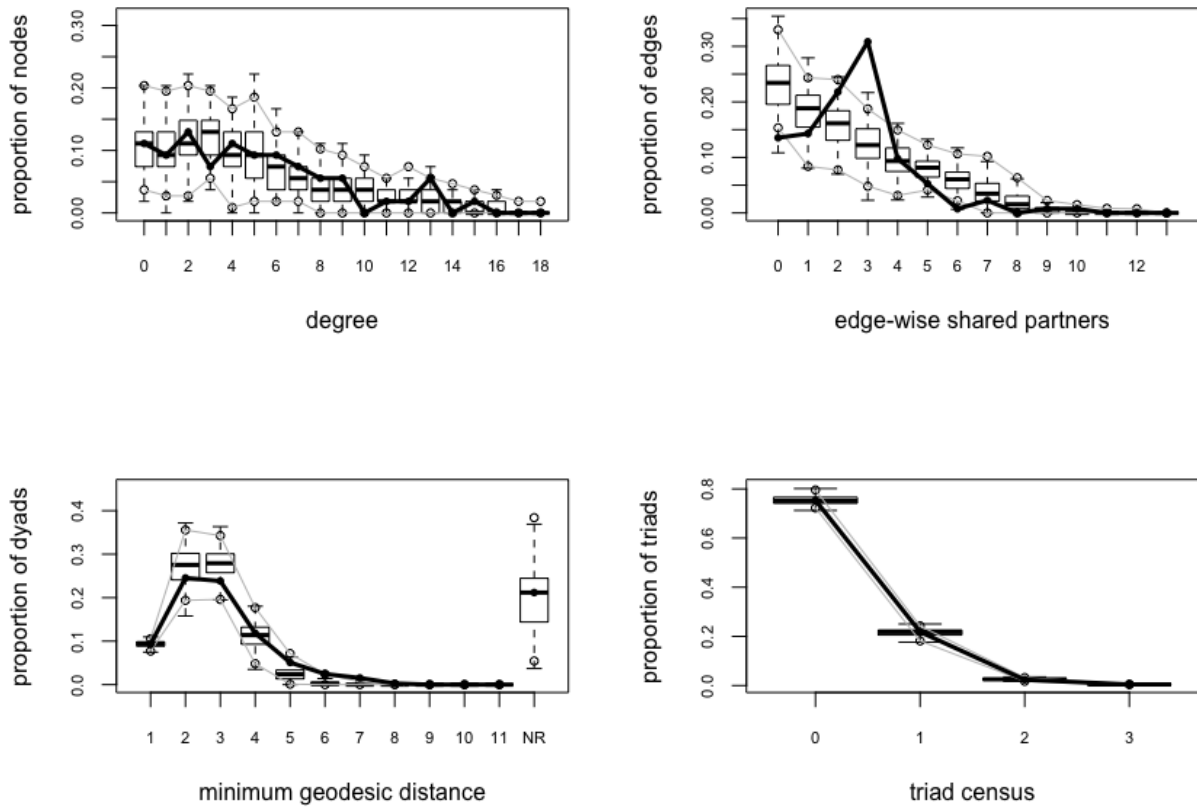 proportion of nodes
0.00 0.10 0.20 0.30
0 2 4 6 8 10 12 14 16 18
degree
proportion of edges
0.00 0.10 0.20 0.30
0 1 2 3 4 5 6 7 8 9 10 12
edge-wise shared partners
proportion of dyads
0.0 0.1 0.2 0.3 0.4
1 2 3 4 5 6 7 8 9 10 11 NR
minimum geodesic distance
proportion of triads
0.0 0.2 0.4 0.6 0.8
0 1 2 3
triad census